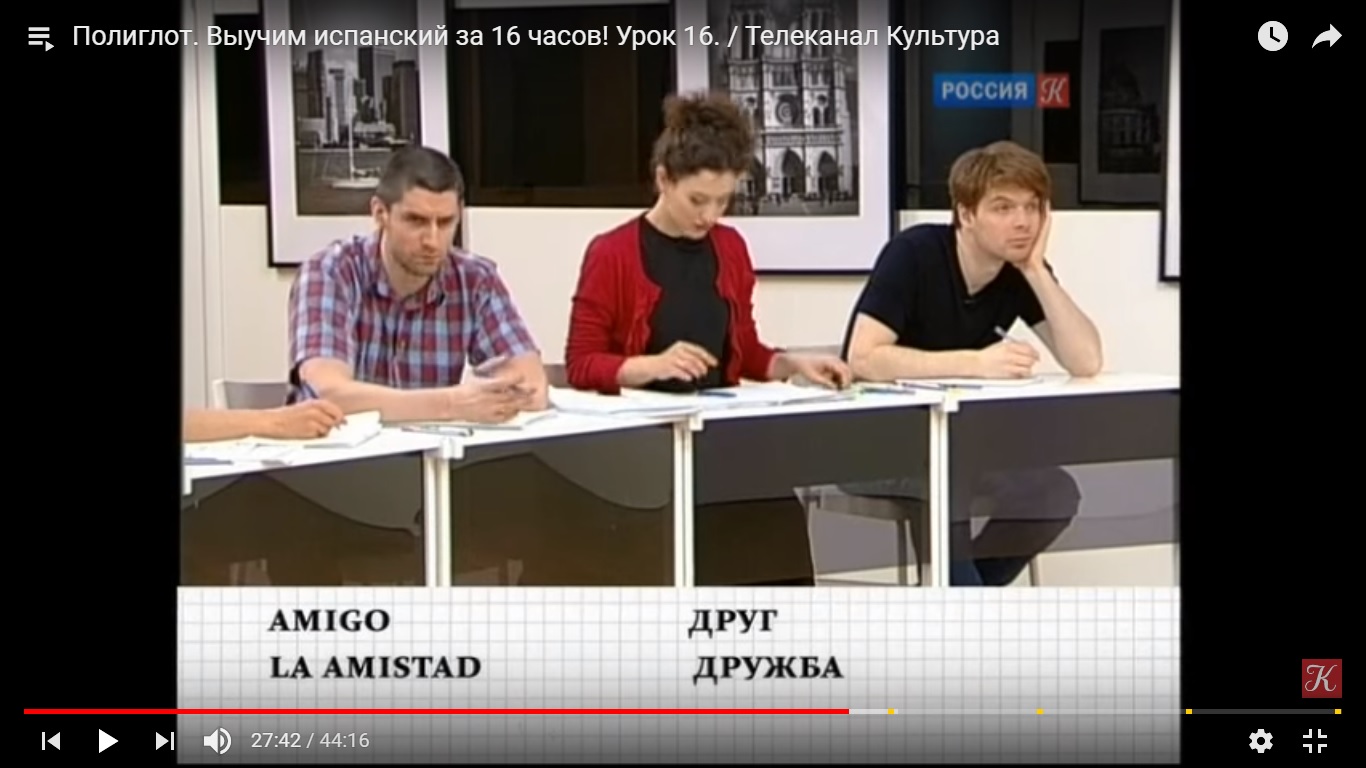 Полиглот. Выучим испанский за 16 часов! Урок 16. / Телеканал Культура
РОССИЯ К
AMIGO ДРУГ
LA AMISTAD ДРУЖБА
К
27:42 / 44:16